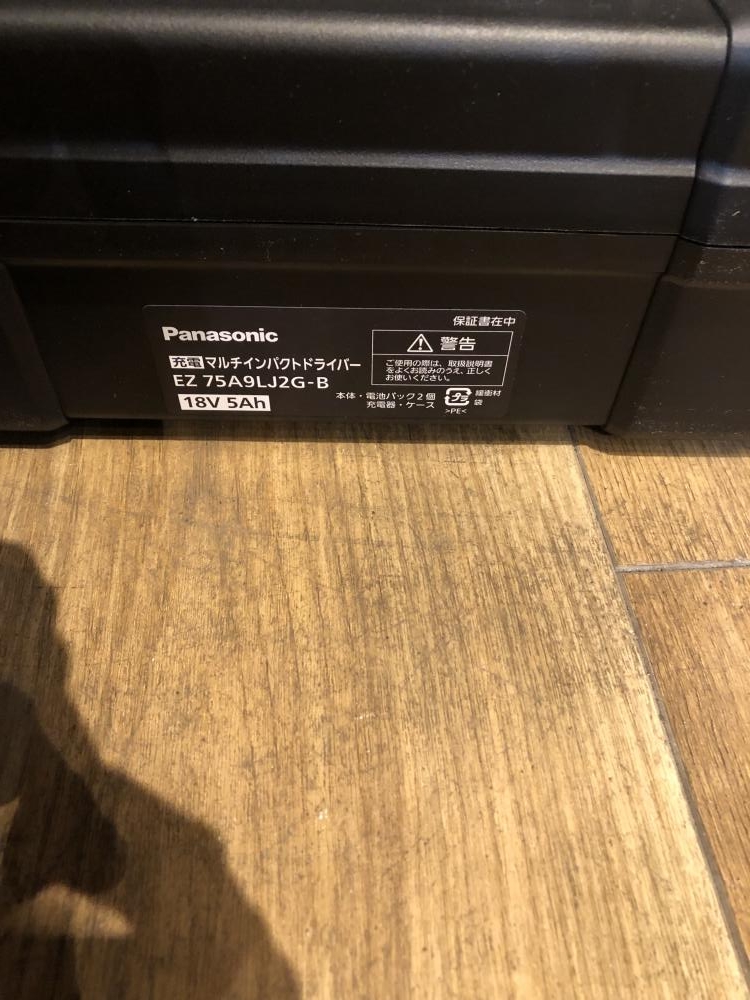 保証書在中
Panasonic
充電 マルチインパクトドライバー
EZ 75A9LJ2G-B
18V 5Ah
警告
ご使用の際は、取扱説明書
をよくお読みのうえ、正しく
お使いください。
本体・電池パック2個
充電器・ケース
プラ
緩衝材
袋
>PE<